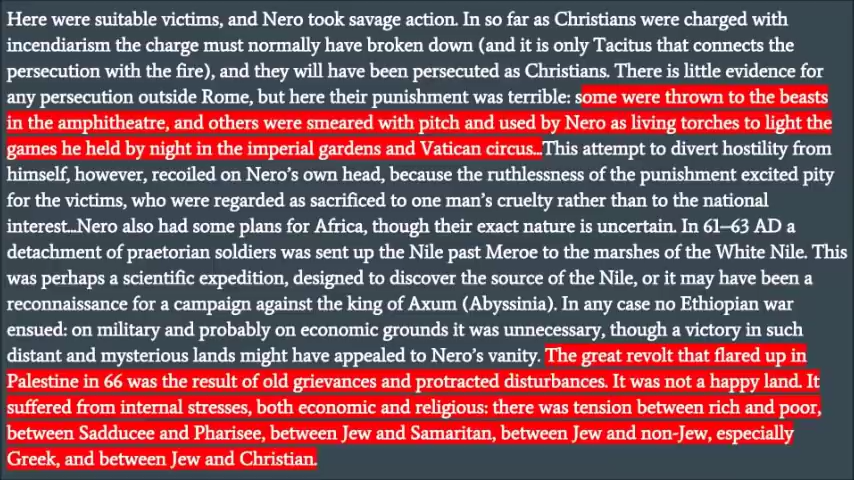 Here were suitable victims, and Nero took savage action. In so far as Christians were charged with
incendiarism the charge must normally have broken down (and it is only Tacitus that connects the
persecution with the fire), and they will have been persecuted as Christians. There is little evidence for
any persecution outside Rome, but here their punishment was terrible: some were thrown to the beasts
in the amphitheatre, and others were smeared with pitch and used by Nero as living torches to light the
games he held by night in the imperial gardens and Vatican circus...This attempt to divert hostility from
himself, however, recoiled on Nero's own head, because the ruthlessness of the punishment excited pity
for the victims, who were regarded as sacrificed to one man's cruelty rather than to the national
interest...Nero also had some plans for Africa, though their exact nature is uncertain. In 61–63 AD a
detachment of praetorian soldiers was sent up the Nile past Meroe to the marshes of the White Nile. This
was perhaps a scientific expedition, designed to discover the source of the Nile, or it may have been a
reconnaissance for a campaign against the king of Axum (Abyssinia). In any case no Ethiopian war
ensued: on military and probably on economic grounds it was unnecessary, though a victory in such
distant and mysterious lands might have appealed to Nero's vanity. The great revolt that flared up in
Palestine in 66 was the result of old grievances and protracted disturbances. It was not a happy land. It
suffered from internal stresses, both economic and religious: there was tension between rich and poor,
between Sadducee and Pharisee, between Jew and Samaritan, between Jew and non-Jew, especially
Greek, and between Jew and Christian.